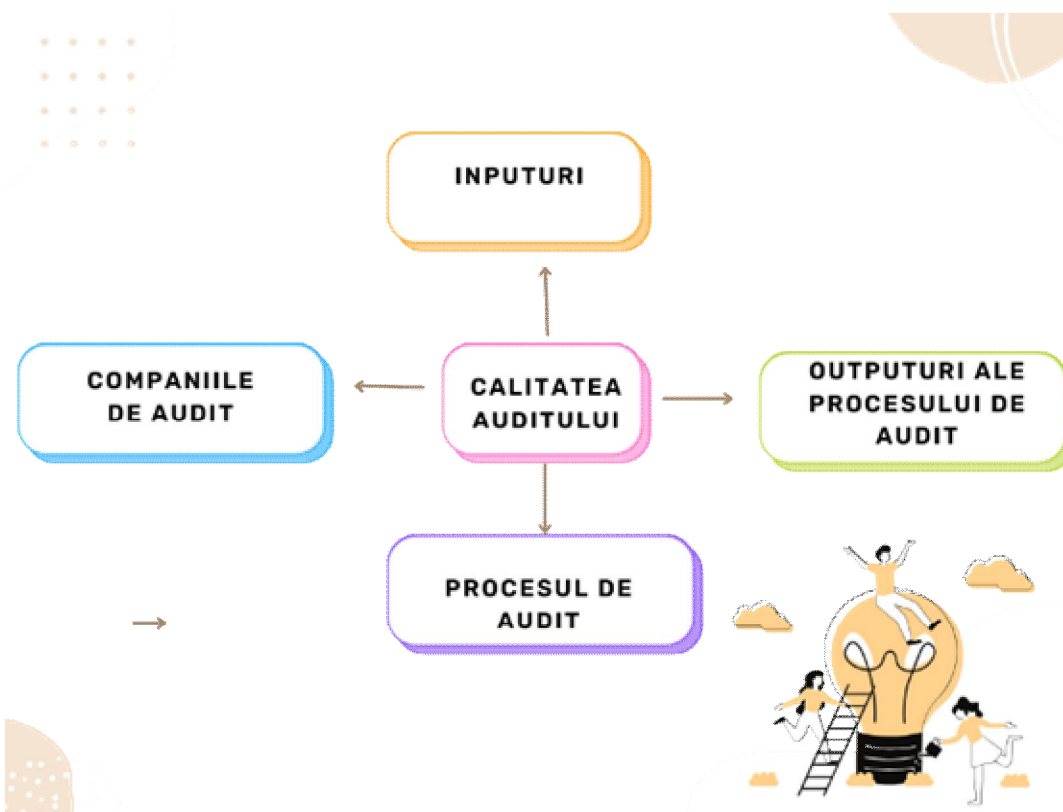 INPUTURI
COMPANIILE
DE AUDIT
CALITATEA
AUDITULUI
OUTPUTURI ALE
PROCESULUI DE
AUDIT
PROCESUL DE
AUDIT